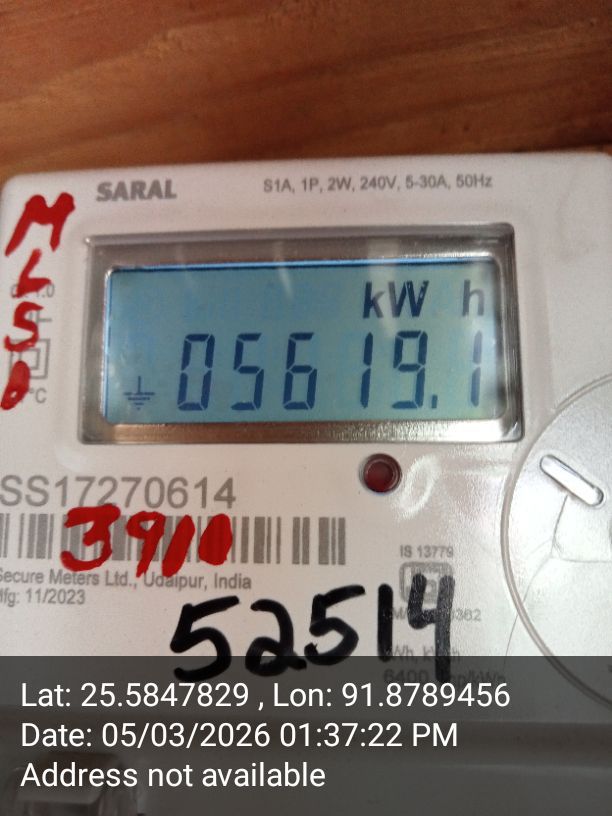 SARAL
S1A, 1P, 2W, 240V, 5-30A, 50Hz
M
L
S
kW h
05619.1
SS17270614
3910
Secure Meters Ltd., Udaipur, India
Mfg: 11/2023
IS 13779
52514
Lat: 25.5847829 , Lon: 91.8789456
Date: 05/03/2026 01:37:22 PM
Address not available